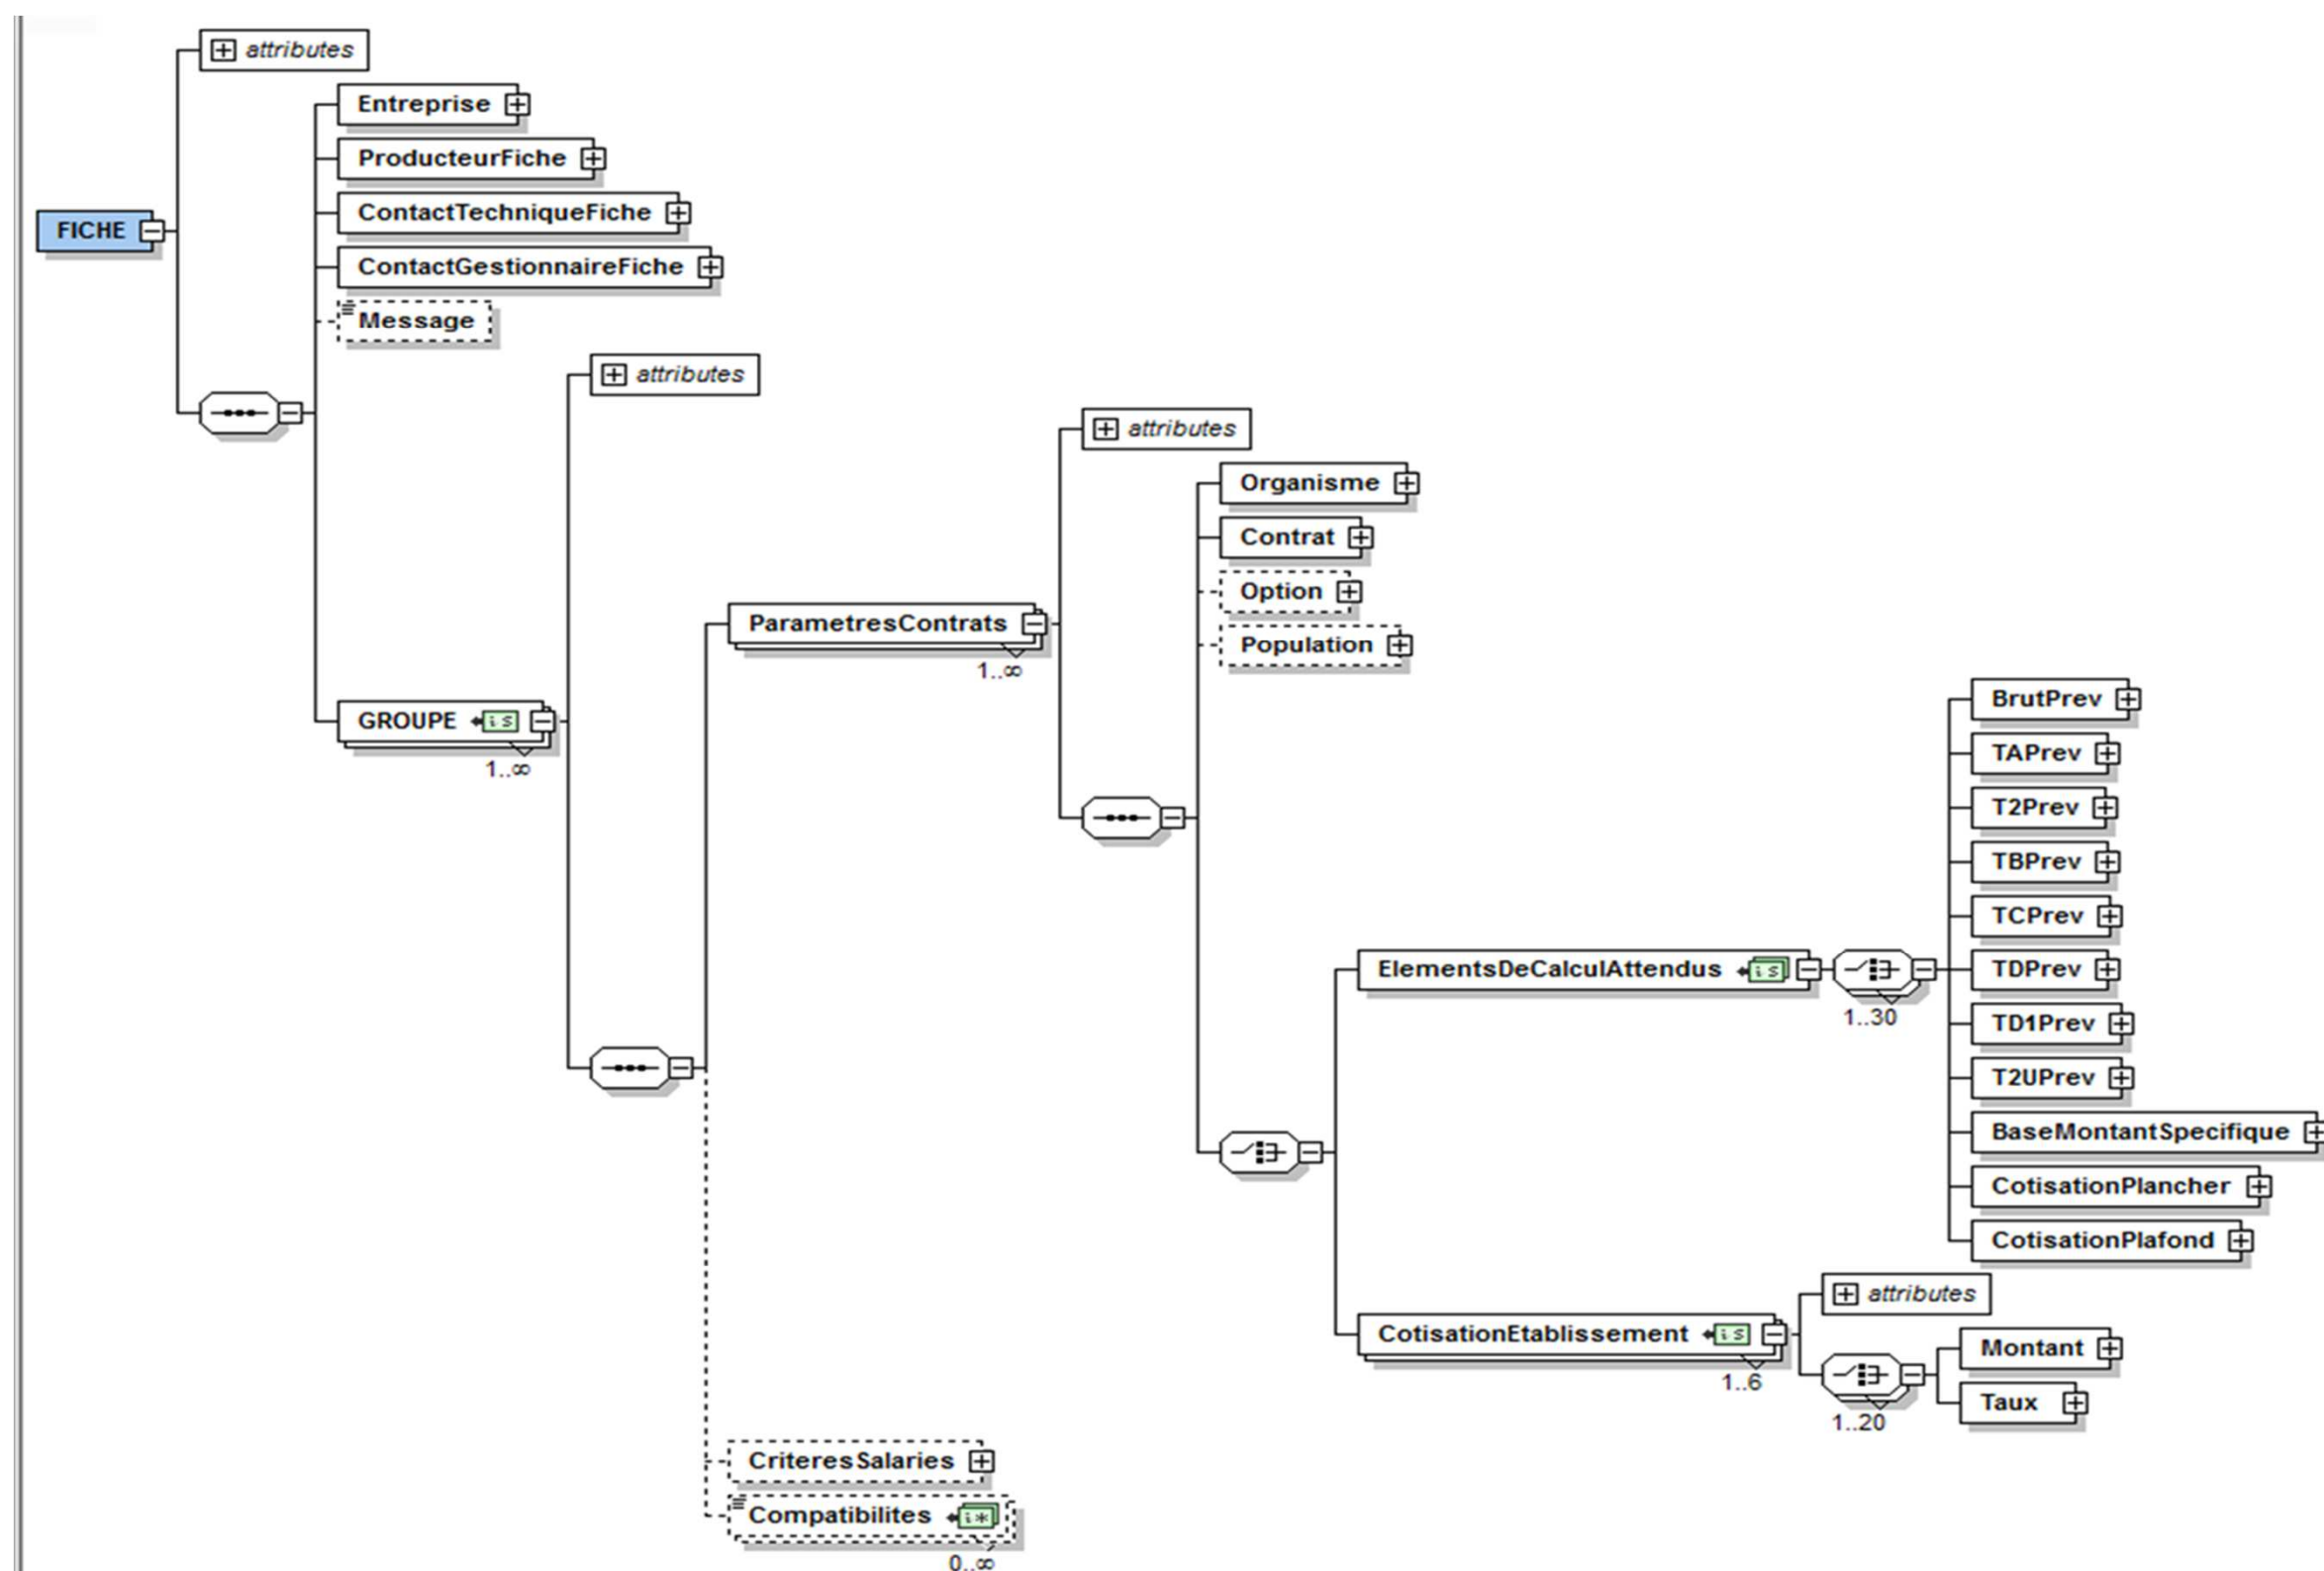 attributes
Entreprise
ProducteurFiche
ContactTechniqueFiche
FICHE
ContactGestionnaireFiche
Message
attributes
attributes
Organisme
Contrat
Option
ParametresContrats
1..∞
Population
GROUPE
1..∞
BrutPrev
TAPrev
T2Prev
TBPrev
TCPrev
ElementsDeCalculAttendus
1..30
TDPrev
TD1Prev
T2UPrev
BaseMontantSpecifique
CotisationPlancher
CotisationPlafond
attributes
CotisationEtablissement
1..6
1..20
Montant
Taux
CriteresSalaries
Compatibilites
0..∞